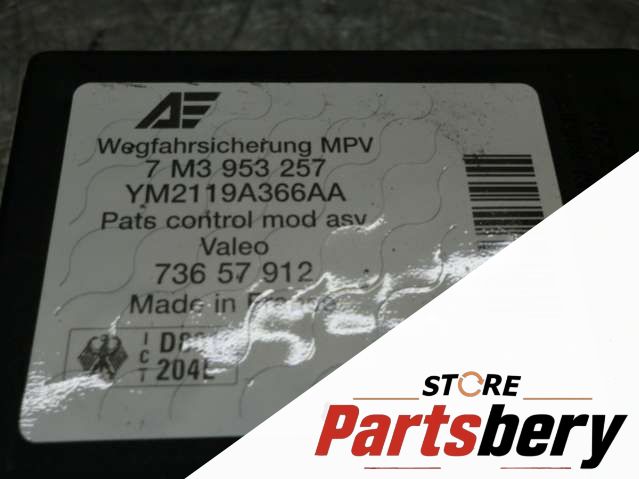 AE
Wegfahrsicherung MPV
7 M3 953 257
YM2119A366AA
Pats control mod asy
Valeo
736 57 912
Made in France
I C T
204E
STORE
Partsbery